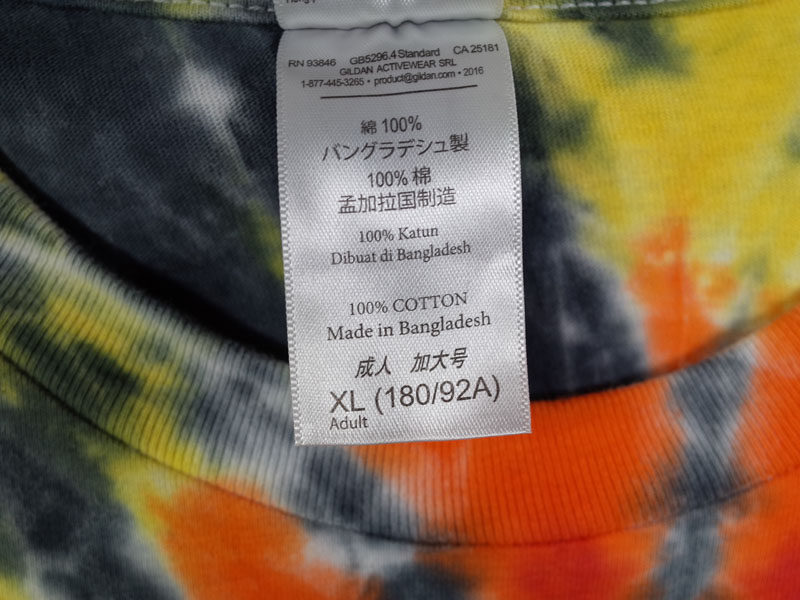 RN 93846 GB5296.4 Standard CA 25181
GILDAN ACTIVEWEAR SRL
1-877-445-3265 • product@gildan.com • 2016
綿 100%
バングラデシュ製
100% 棉
孟加拉国制造
100% Katun
Dibuat di Bangladesh
100% COTTON
Made in Bangladesh
成人 加大号
XL (180/92A)
Adult